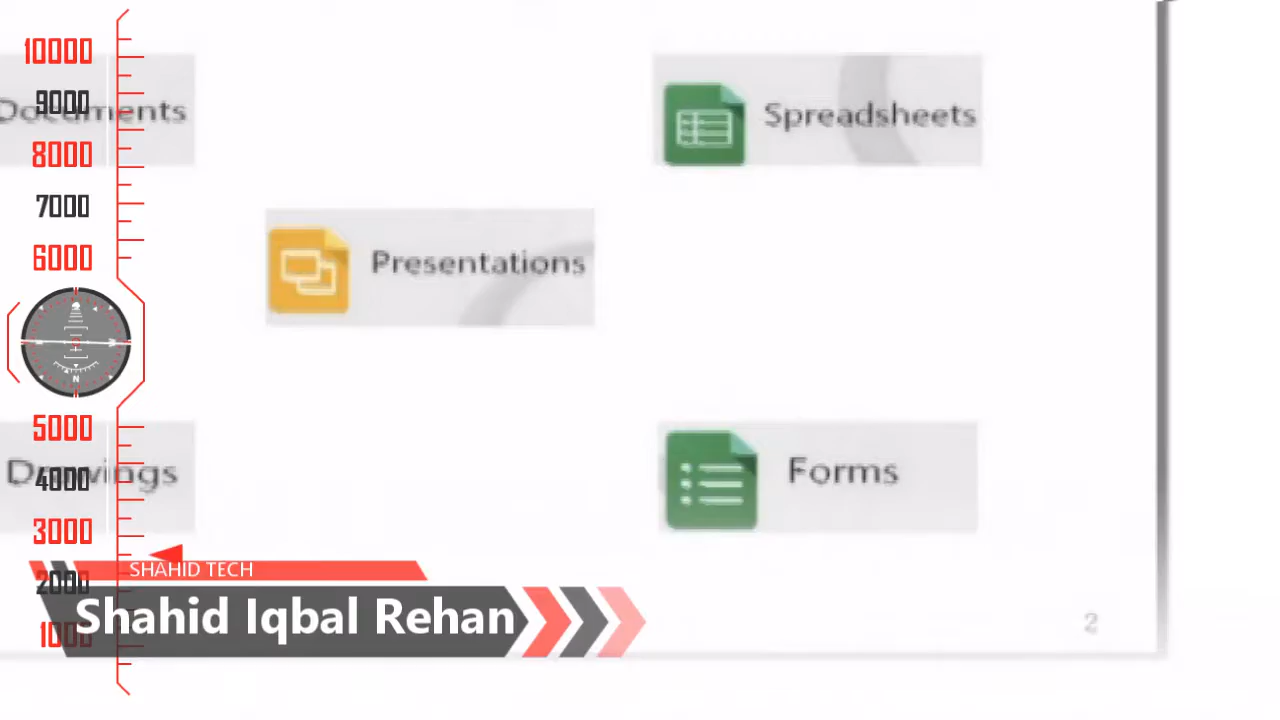 10000
9000
8000
7000
6000
5000
4000
3000
2000
1000
N
Documents
Spreadsheets
Presentations
Drawings
Forms
SHAHID TECH
Shahid Iqbal Rehan
2